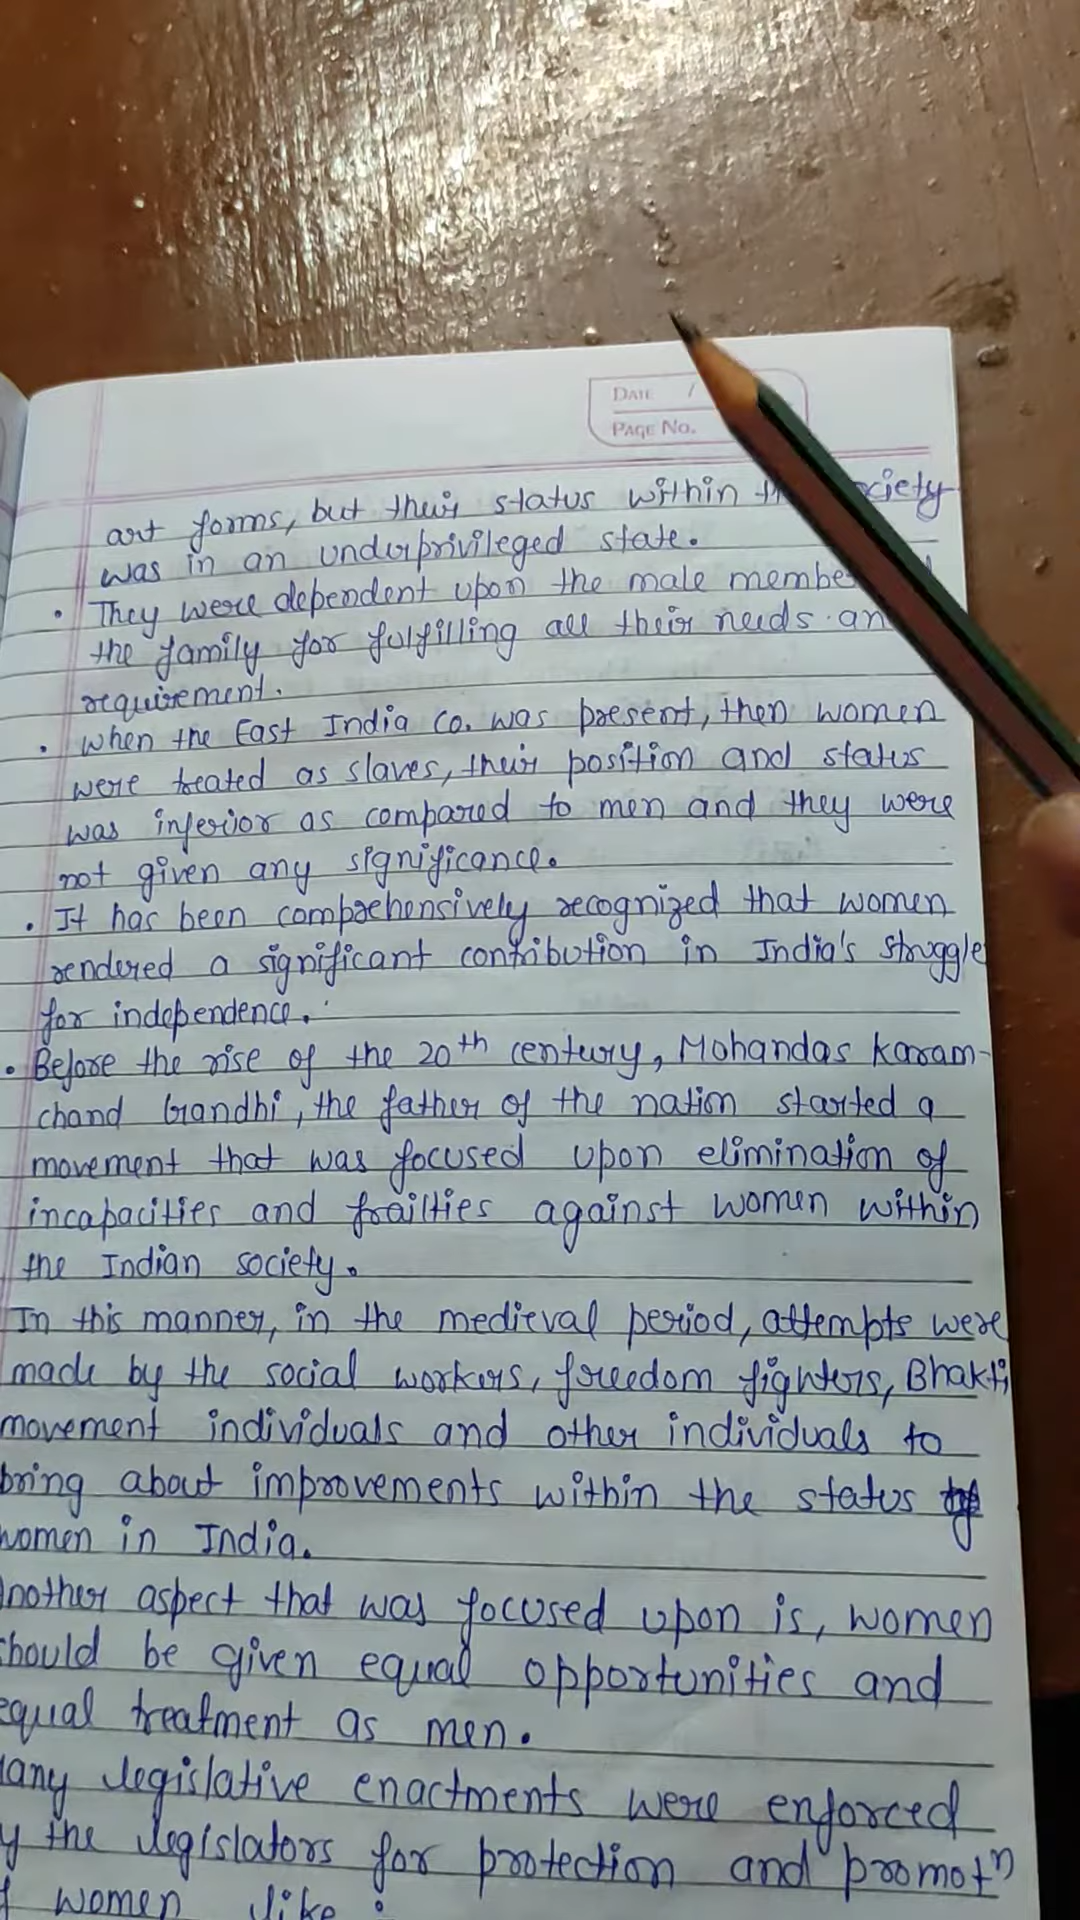 DATE /
PAGE No.
art forms, but their status within society
was in an underprivileged state.
• They were dependent upon the male
the family for fulfilling all their needs
requirement.
• When the East India Co. was present, then women
were treated as slaves, their position and status
was inferior as compared to men and they were
not given any significance.
• It has been comprehensively recognized that women
rendered a significant contribution in India's struggle
for independence.
• Before the rise of the 20th century, Mohandas Karam-
chand Gandhi, the father of the nation started a
movement that was focused upon elimination of
incapacities and frailties against women within
the Indian society.
In this manner, in the medieval period, attempts were
made by the social workers, freedom fighters, Bhakti
movement individuals and other individuals to
bring about improvements within the status of
women in India.
Another aspect that was focused upon is, women
should be given equal opportunities and
equal treatment as men.
legislative enactments were enforced
the legislators for protection and promotn
women like :